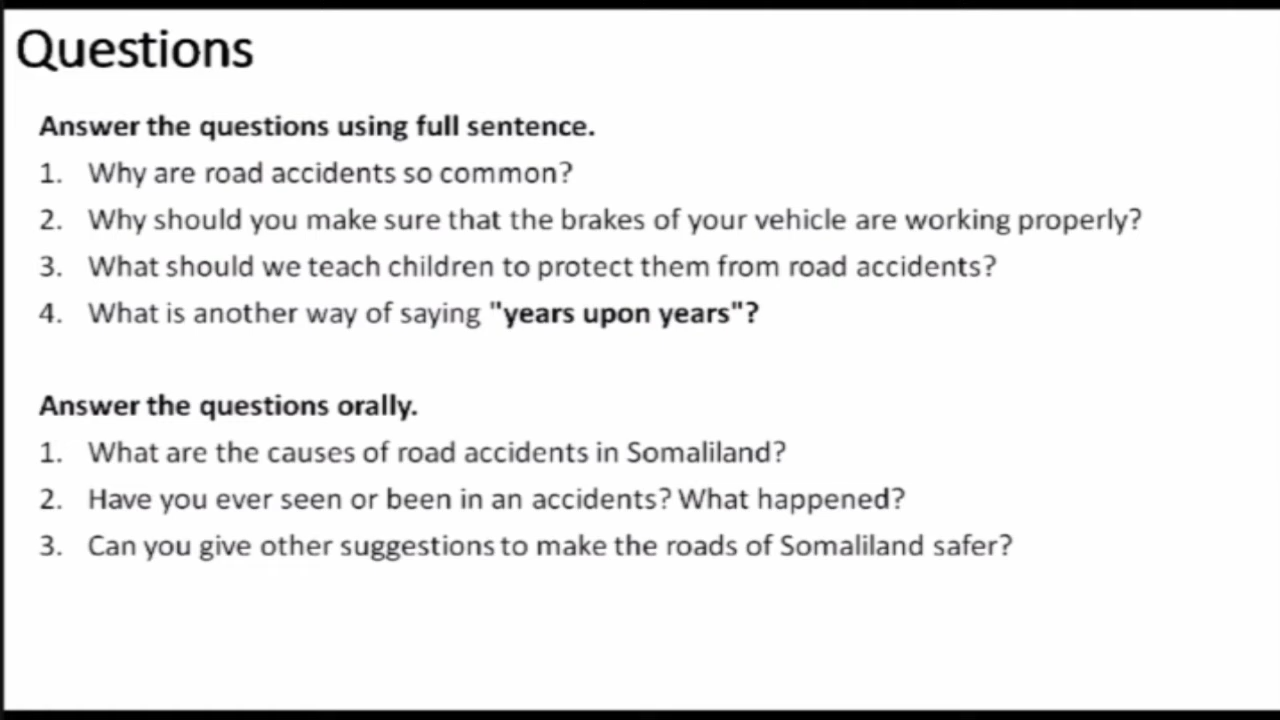 Questions
Answer the questions using full sentence.
1. Why are road accidents so common?
2. Why should you make sure that the brakes of your vehicle are working properly?
3. What should we teach children to protect them from road accidents?
4. What is another way of saying "years upon years"?
Answer the questions orally.
1. What are the causes of road accidents in Somaliland?
2. Have you ever seen or been in an accidents? What happened?
3. Can you give other suggestions to make the roads of Somaliland safer?